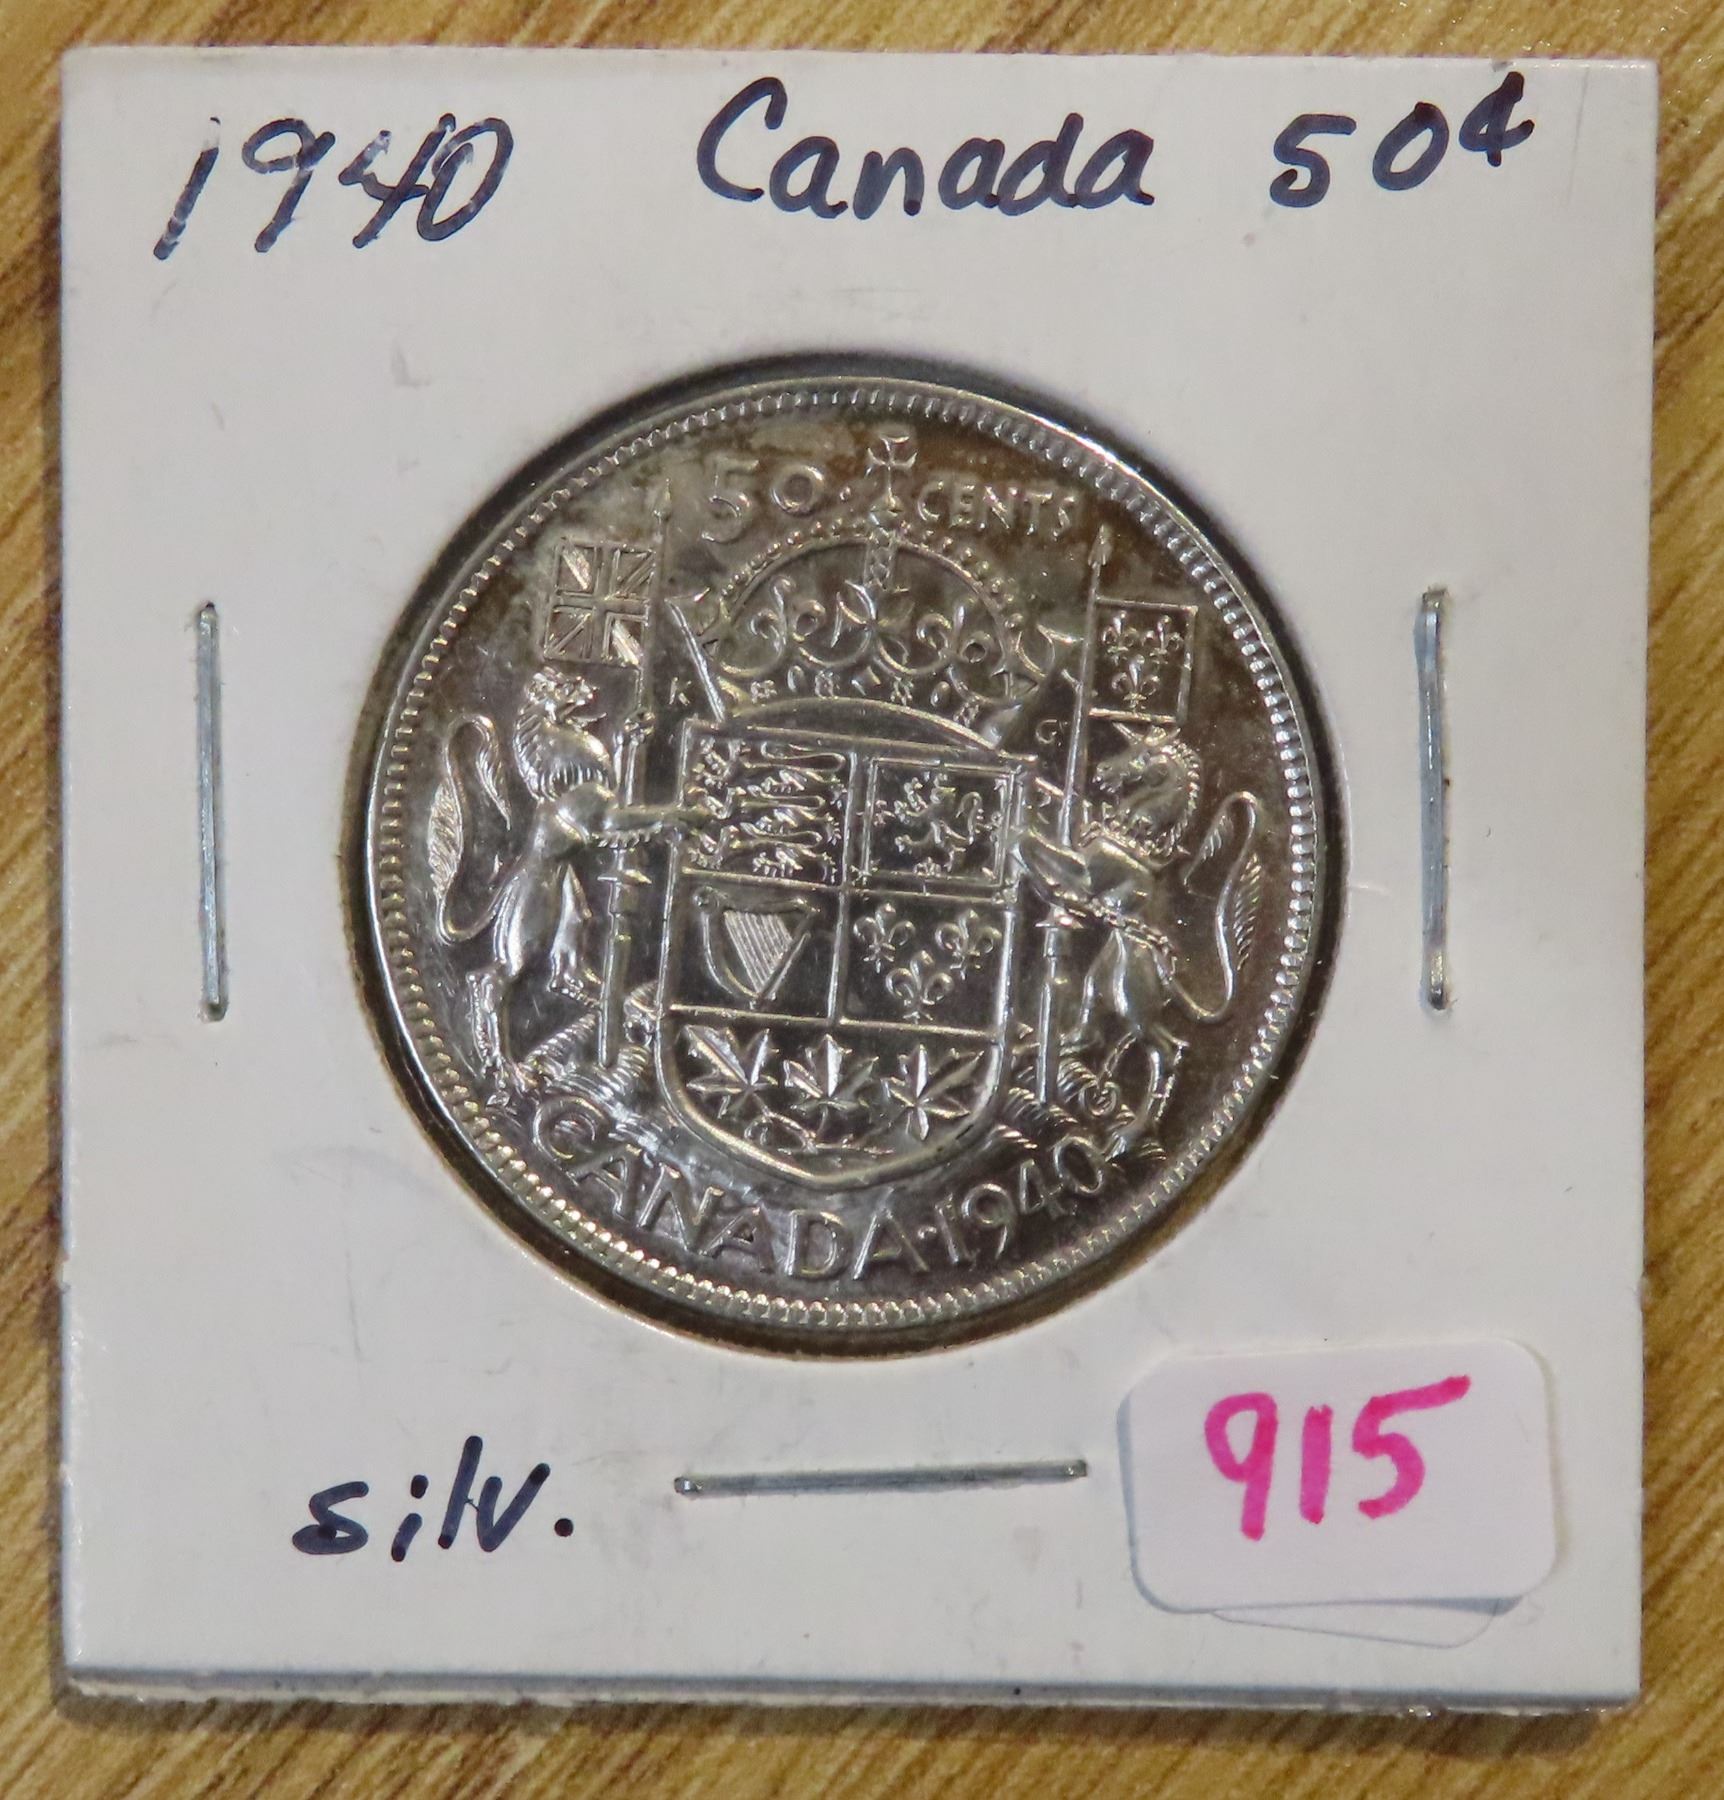 1940 Canada 50¢
50 CENTS
K G
CANADA·1940
silv.
915